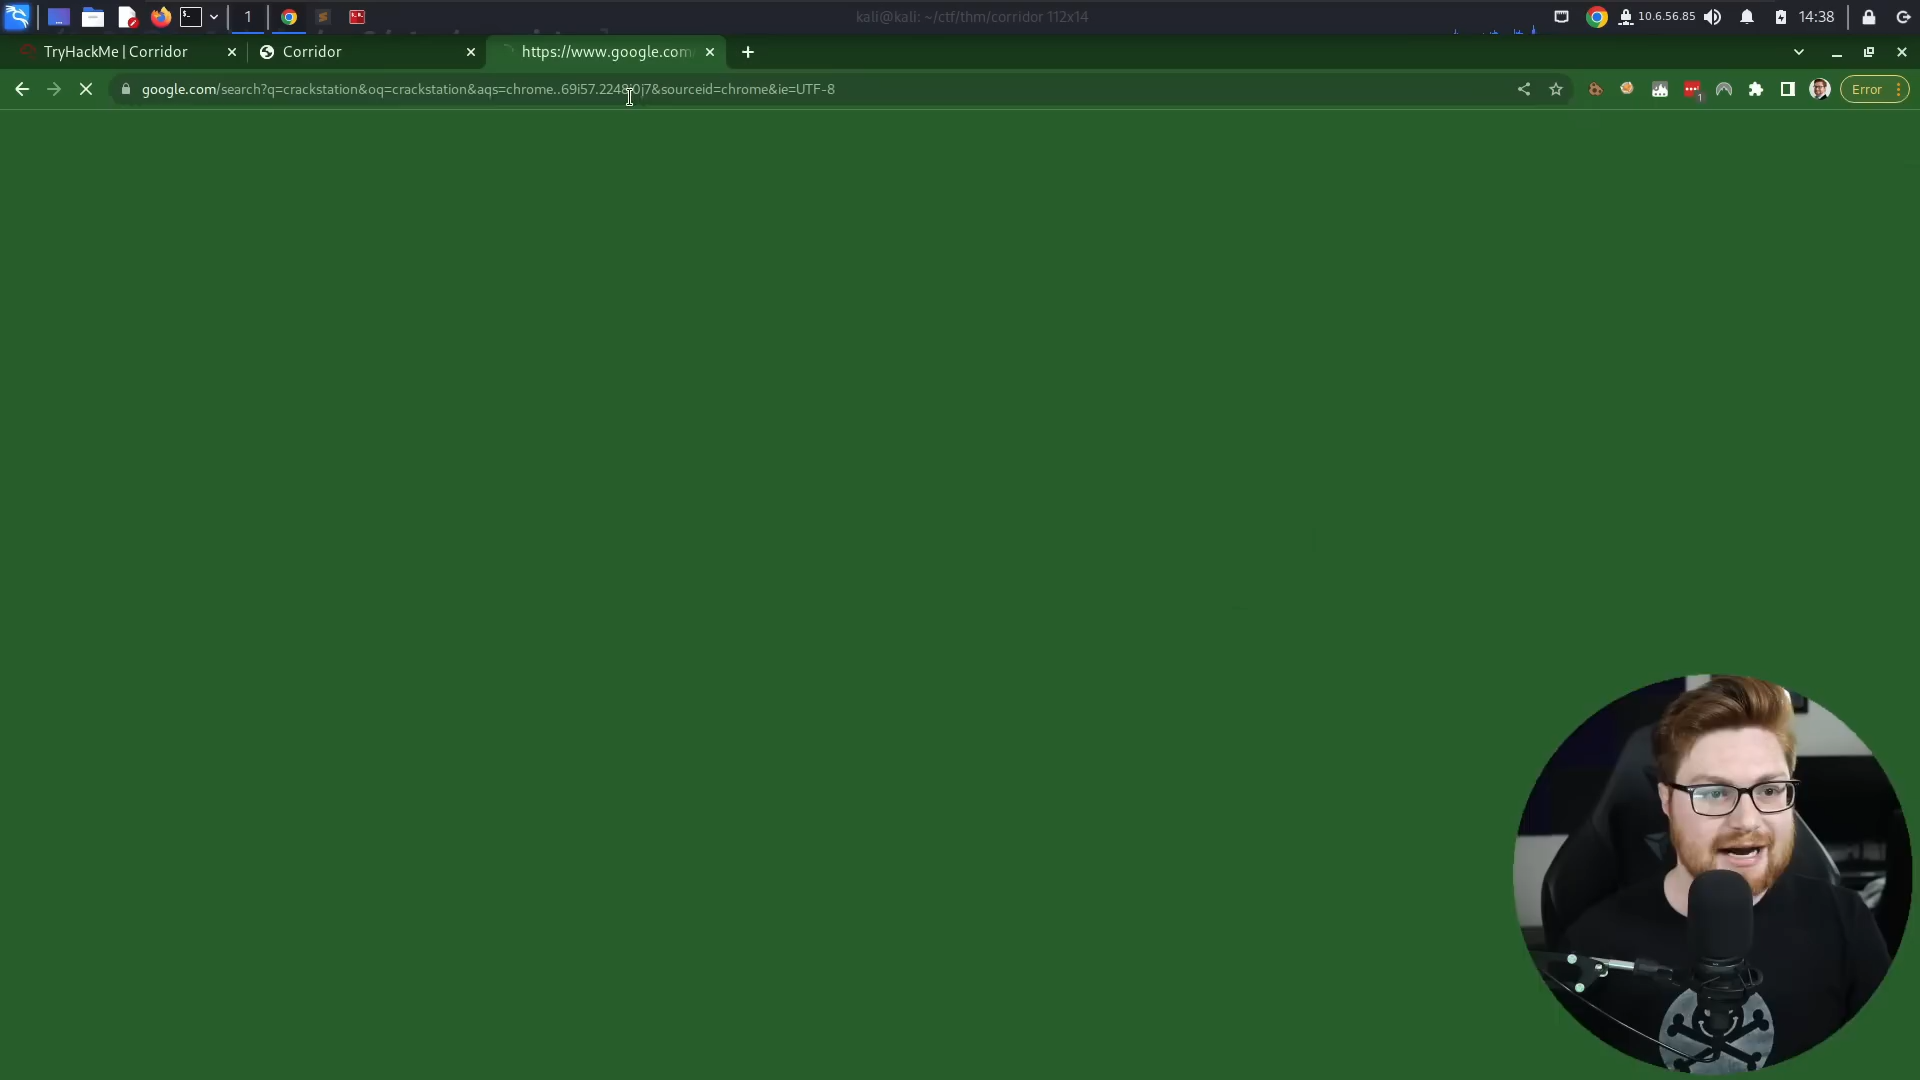 1
kali@kali: ~/ctf/thm/corridor 112x14
10.6.56.85
14:38
TryHackMe | Corridor
Corridor
https://www.google.com
google.com/search?q=crackstation&oq=crackstation&aqs=chrome..69i57.2248j0j7&sourceid=chrome&ie=UTF-8
1
Error